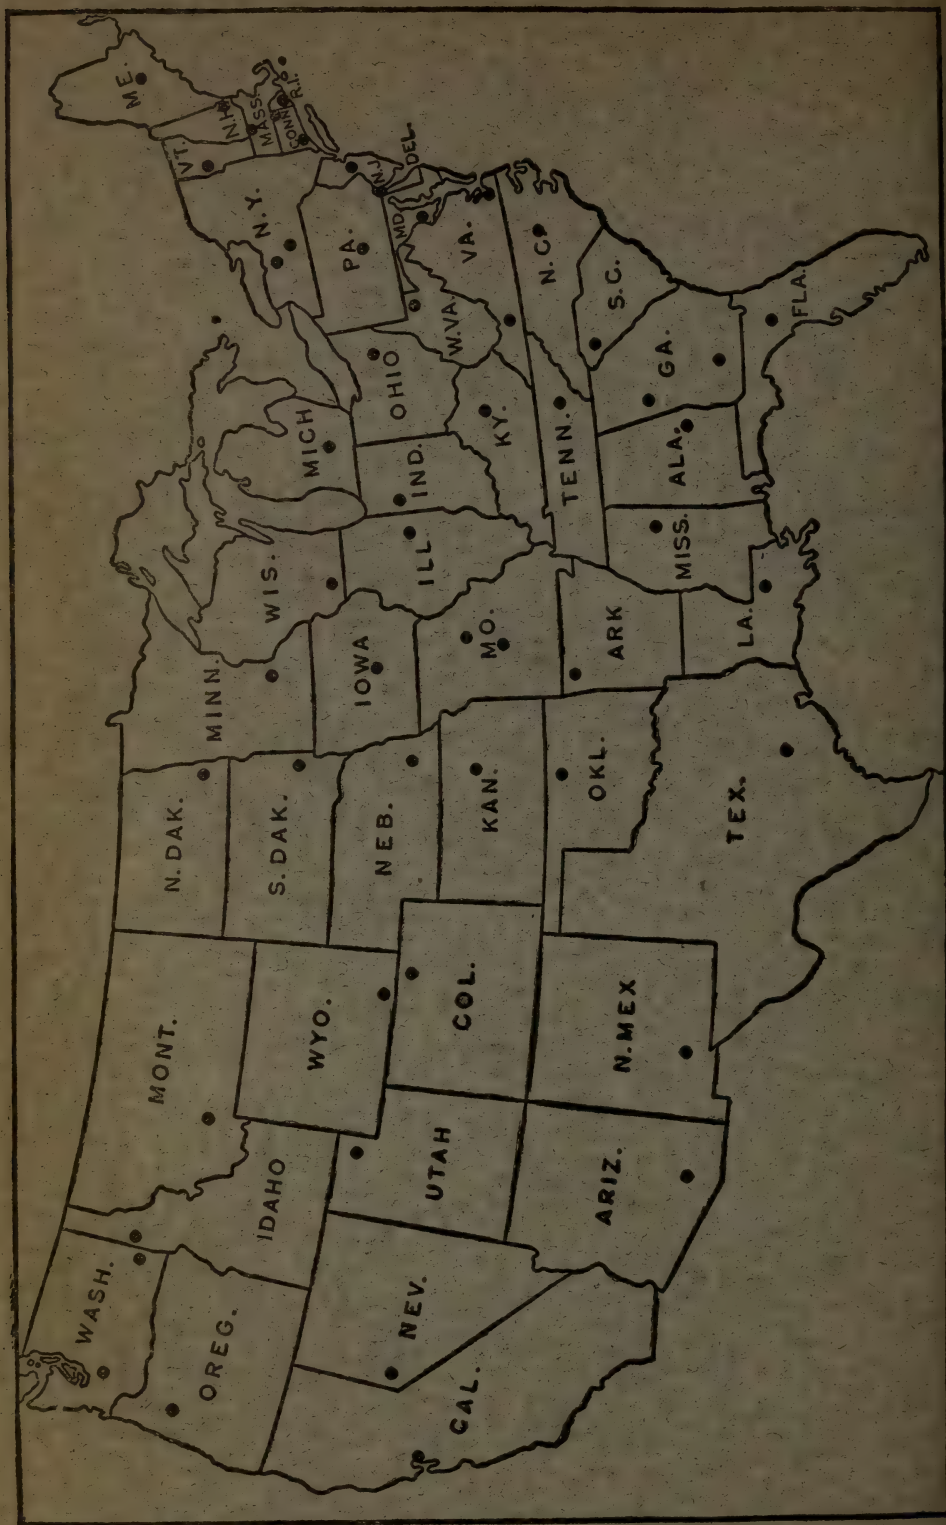 WASH.
OREG.
CAL.
NEV.
IDAHO
MONT.
WYO.
UTAH
ARIZ.
COL.
N.MEX
N.DAK.
S.DAK.
NEB.
KAN.
OKL.
TEX.
MINN.
IOWA
MO.
ARK
LA.
WIS.
ILL
MICH
IND.
OHIO
KY.
TENN.
MISS.
ALA.
GA.
FLA.
S.C.
N.C.
VA.
W.VA.
PA.
N.Y.
MD.
DEL.
N.J.
VT.
N.H.
ME.
MASS.
CONN
R.I.